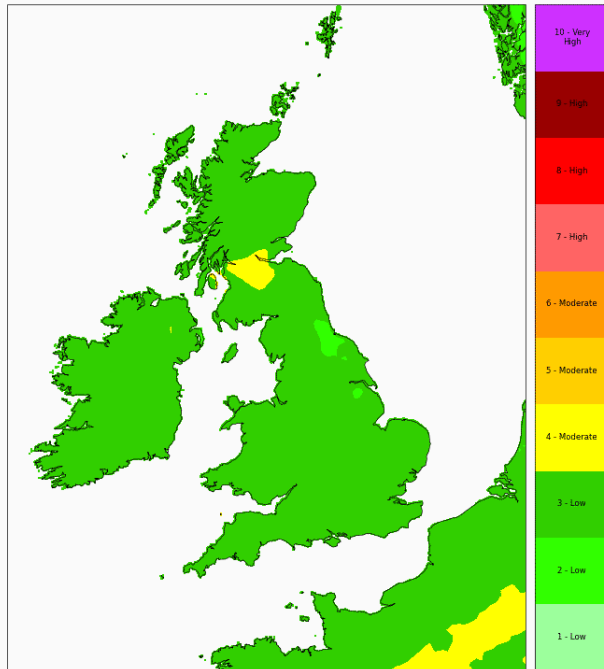 10 - Very
High
9 - High
8 - High
7 - High
6 - Moderate
5 - Moderate
4 - Moderate
3 - Low
2 - Low
1 - Low